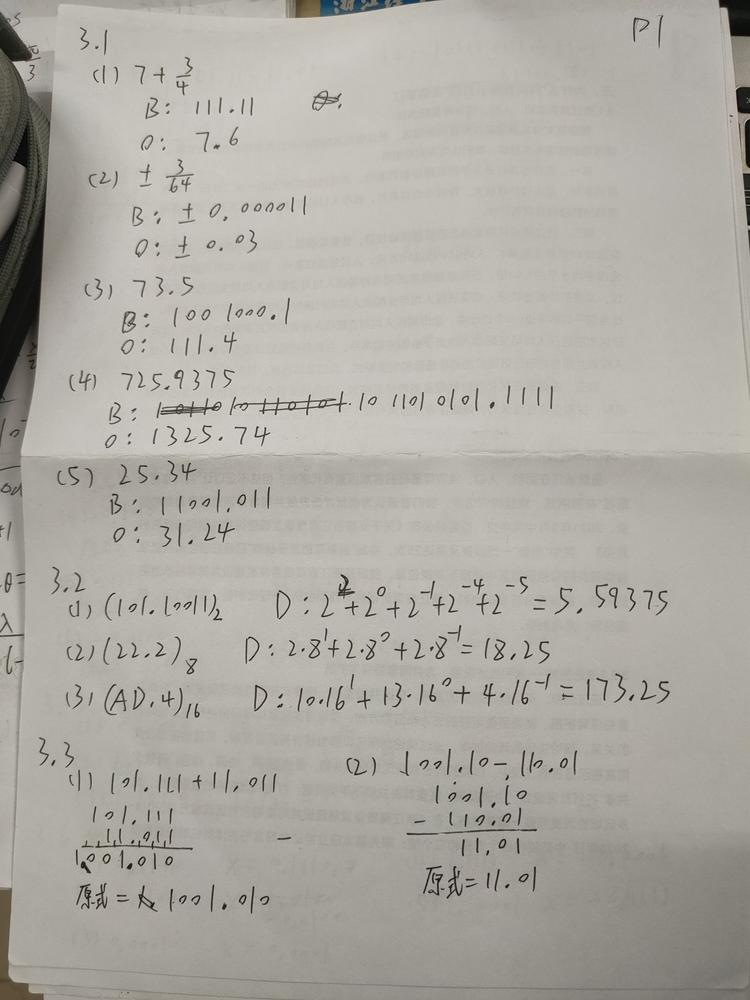 P1
3.1
(1) 7+3/4
B: 111.11
O: 7.6
(2) ± 3/64
B: ±0.000011
O: ±0.03
(3) 73.5
B: 1001000.1
O: 111.4
(4) 725.9375
B: 1011010101.1111
O: 1325.74
(5) 25.34
B: 11001.011
O: 31.24
3.2
(1) (101.10011)₂ D: 2²+2⁰+2⁻¹+2⁻⁴+2⁻⁵=5.59375
(2) (22.2)₈ D: 2·8¹+2·8⁰+2·8⁻¹=18.25
(3) (AD.4)₁₆ D: 10·16¹+13·16⁰+4·16⁻¹=173.25
3.3
(1) 101.111+11.011
101.111
11.011
1001.010
原式=1001.010
(2) 1001.10-110.01
1001.10
- 110.01
11.01
原式=11.01